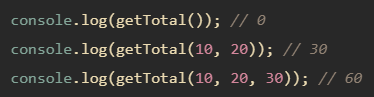 console.log(getTotal()); // 0
console.log(getTotal(10, 20)); // 30
console.log(getTotal(10, 20, 30)); // 60